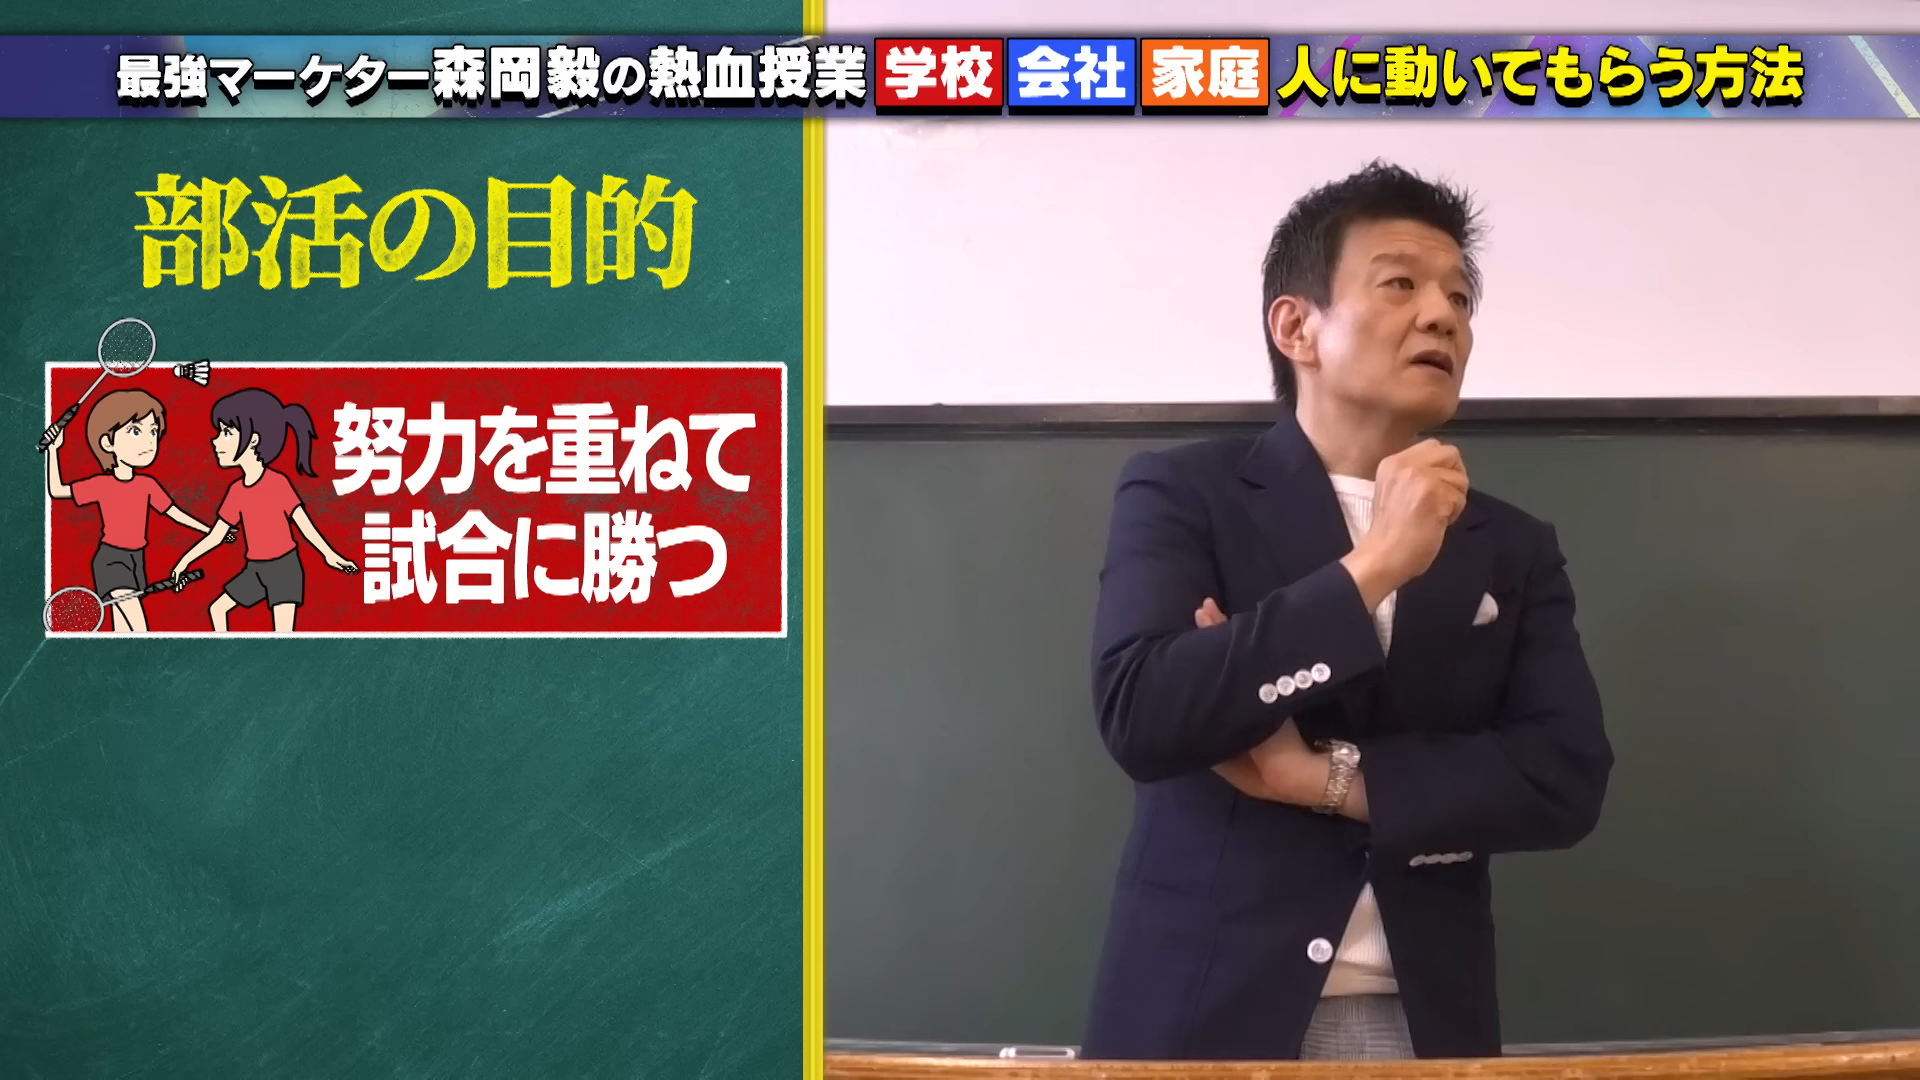 最強マーケター森岡毅の熱血授業 学校 会社 家庭 人に動いてもらう方法
部活の目的
努力を重ねて
試合に勝つ